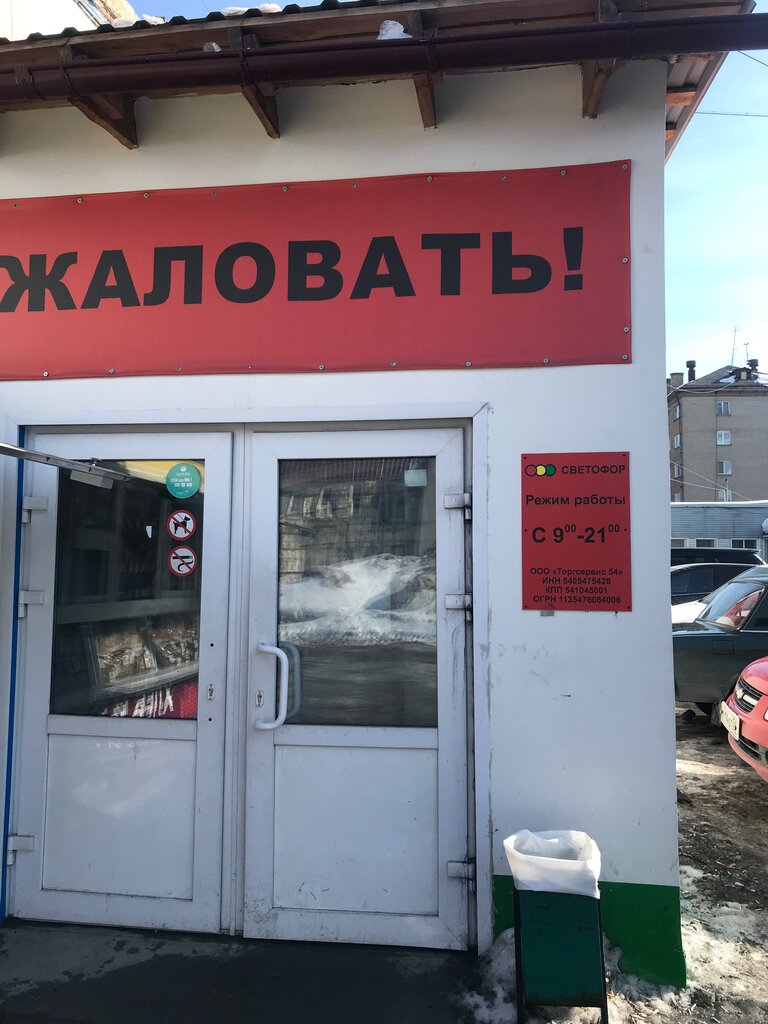 ЖАЛОВАТЬ!
СВЕТОФОР
Режим работы
С 9⁰⁰-21⁰⁰
ООО «Торгсервис 54»
ИНН 5405475428
КПП 541045001
ОГРН 1135476084006